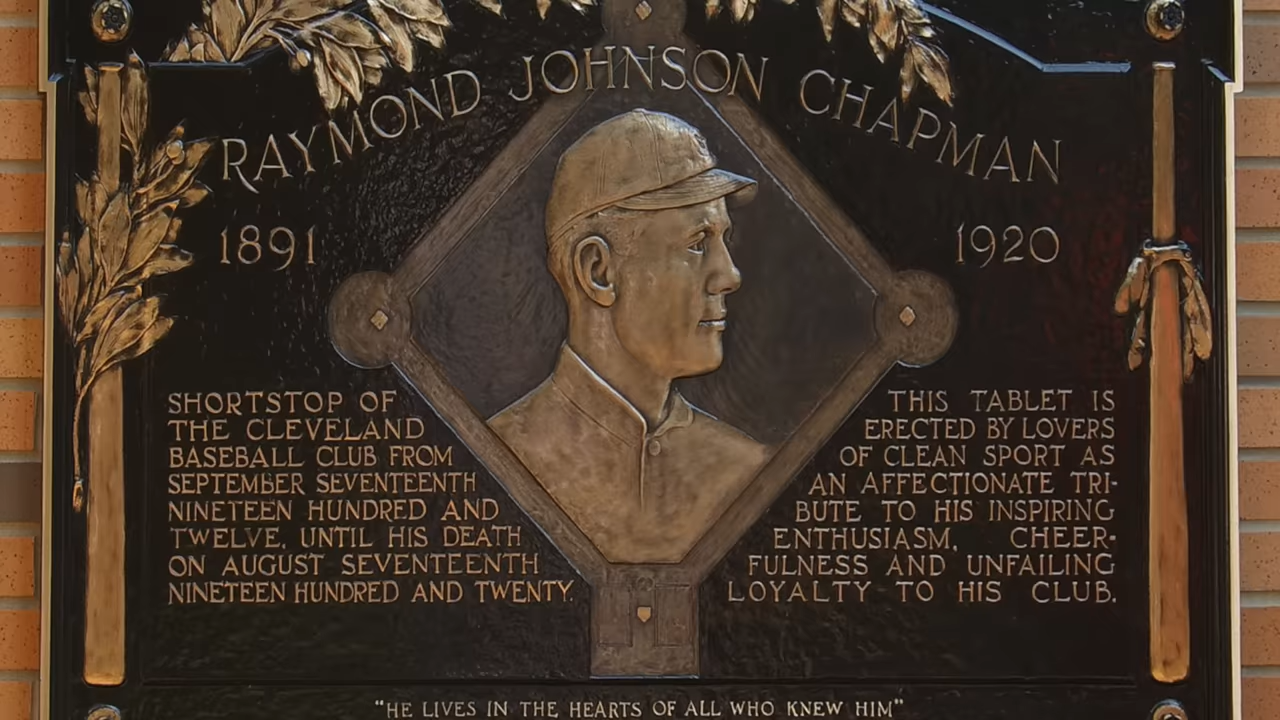 RAYMOND JOHNSON CHAPMAN
1891
1920
SHORTSTOP OF
THE CLEVELAND
BASEBALL CLUB FROM
SEPTEMBER SEVENTEENTH
NINETEEN HUNDRED AND
TWELVE, UNTIL HIS DEATH
ON AUGUST SEVENTEENTH
NINETEEN HUNDRED AND TWENTY.
THIS TABLET IS
ERECTED BY LOVERS
OF CLEAN SPORT AS
AN AFFECTIONATE TRI-
BUTE TO HIS INSPIRING
ENTHUSIASM, CHEER-
FULNESS AND UNFAILING
LOYALTY TO HIS CLUB.
"HE LIVES IN THE HEARTS OF ALL WHO KNEW HIM"